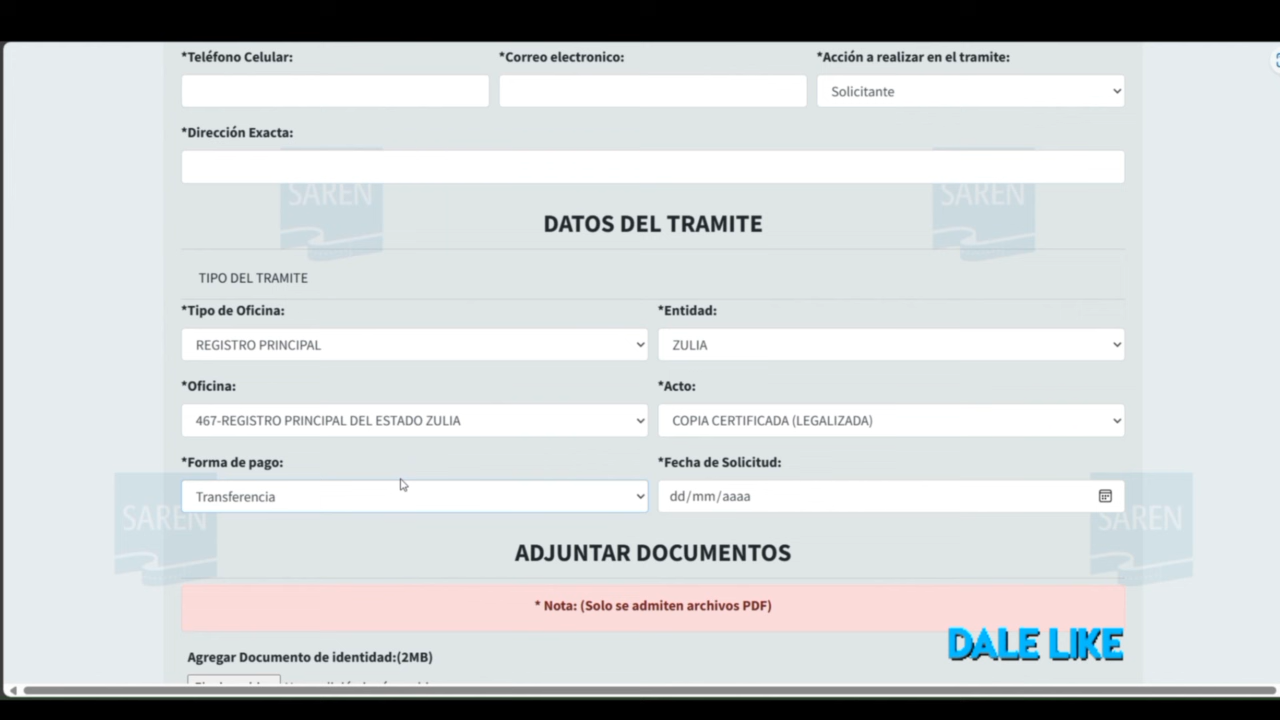 *Teléfono Celular: *Correo electronico: *Acción a realizar en el tramite:
Solicitante
*Dirección Exacta:
SAREN SAREN
DATOS DEL TRAMITE
TIPO DEL TRAMITE
*Tipo de Oficina: *Entidad:
REGISTRO PRINCIPAL ZULIA
*Oficina: *Acto:
467-REGISTRO PRINCIPAL DEL ESTADO ZULIA COPIA CERTIFICADA (LEGALIZADA)
*Forma de pago: *Fecha de Solicitud:
Transferencia dd/mm/aaaa
SAREN SAREN
ADJUNTAR DOCUMENTOS
* Nota: (Solo se admiten archivos PDF)
DALE LIKE
Agregar Documento de identidad:(2MB)